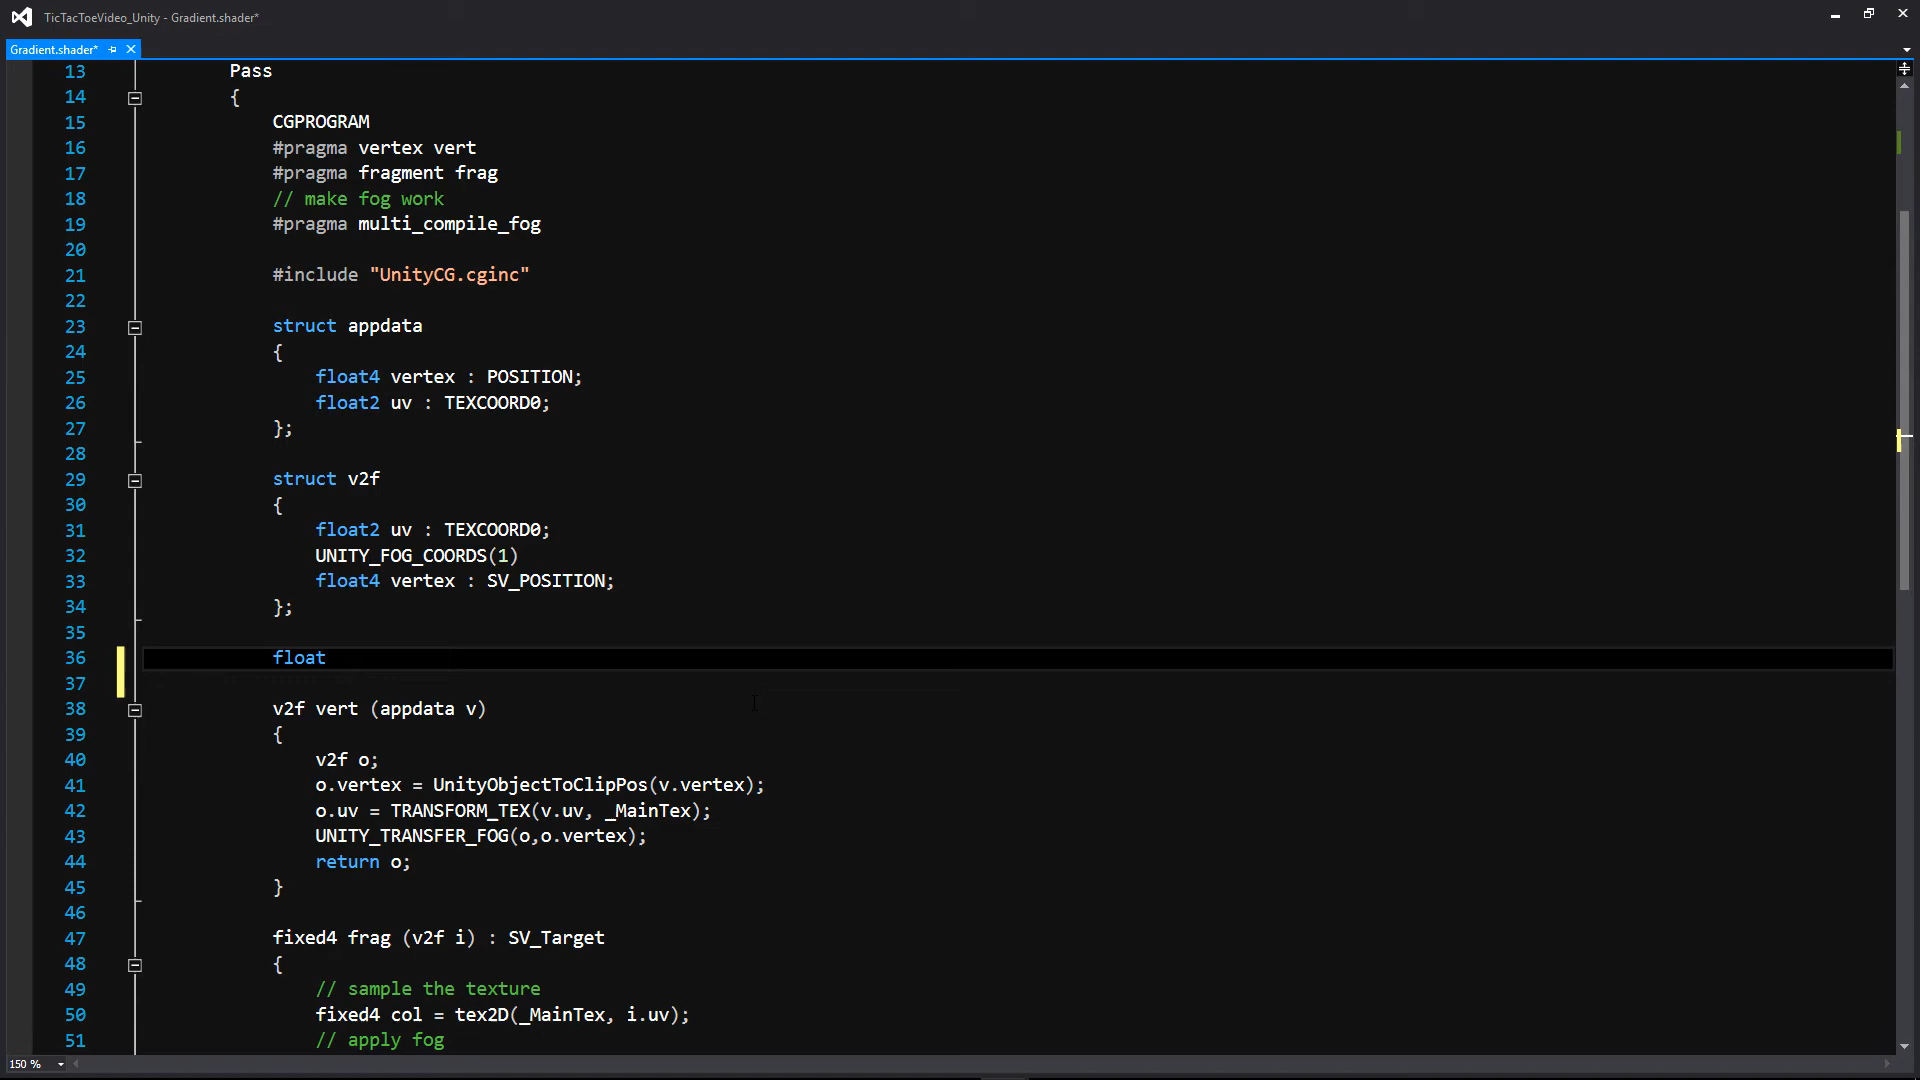 TicTacToeVideo_Unity - Gradient.shader*
Gradient.shader*
13 Pass
14 {
15 CGPROGRAM
16 #pragma vertex vert
17 #pragma fragment frag
18 // make fog work
19 #pragma multi_compile_fog
20
21 #include "UnityCG.cginc"
22
23 struct appdata
24 {
25 float4 vertex : POSITION;
26 float2 uv : TEXCOORD0;
27 };
28
29 struct v2f
30 {
31 float2 uv : TEXCOORD0;
32 UNITY_FOG_COORDS(1)
33 float4 vertex : SV_POSITION;
34 };
35
36 float
37
38 v2f vert (appdata v)
39 {
40 v2f o;
41 o.vertex = UnityObjectToClipPos(v.vertex);
42 o.uv = TRANSFORM_TEX(v.uv, _MainTex);
43 UNITY_TRANSFER_FOG(o,o.vertex);
44 return o;
45 }
46
47 fixed4 frag (v2f i) : SV_Target
48 {
49 // sample the texture
50 fixed4 col = tex2D(_MainTex, i.uv);
51 // apply fog
150 %